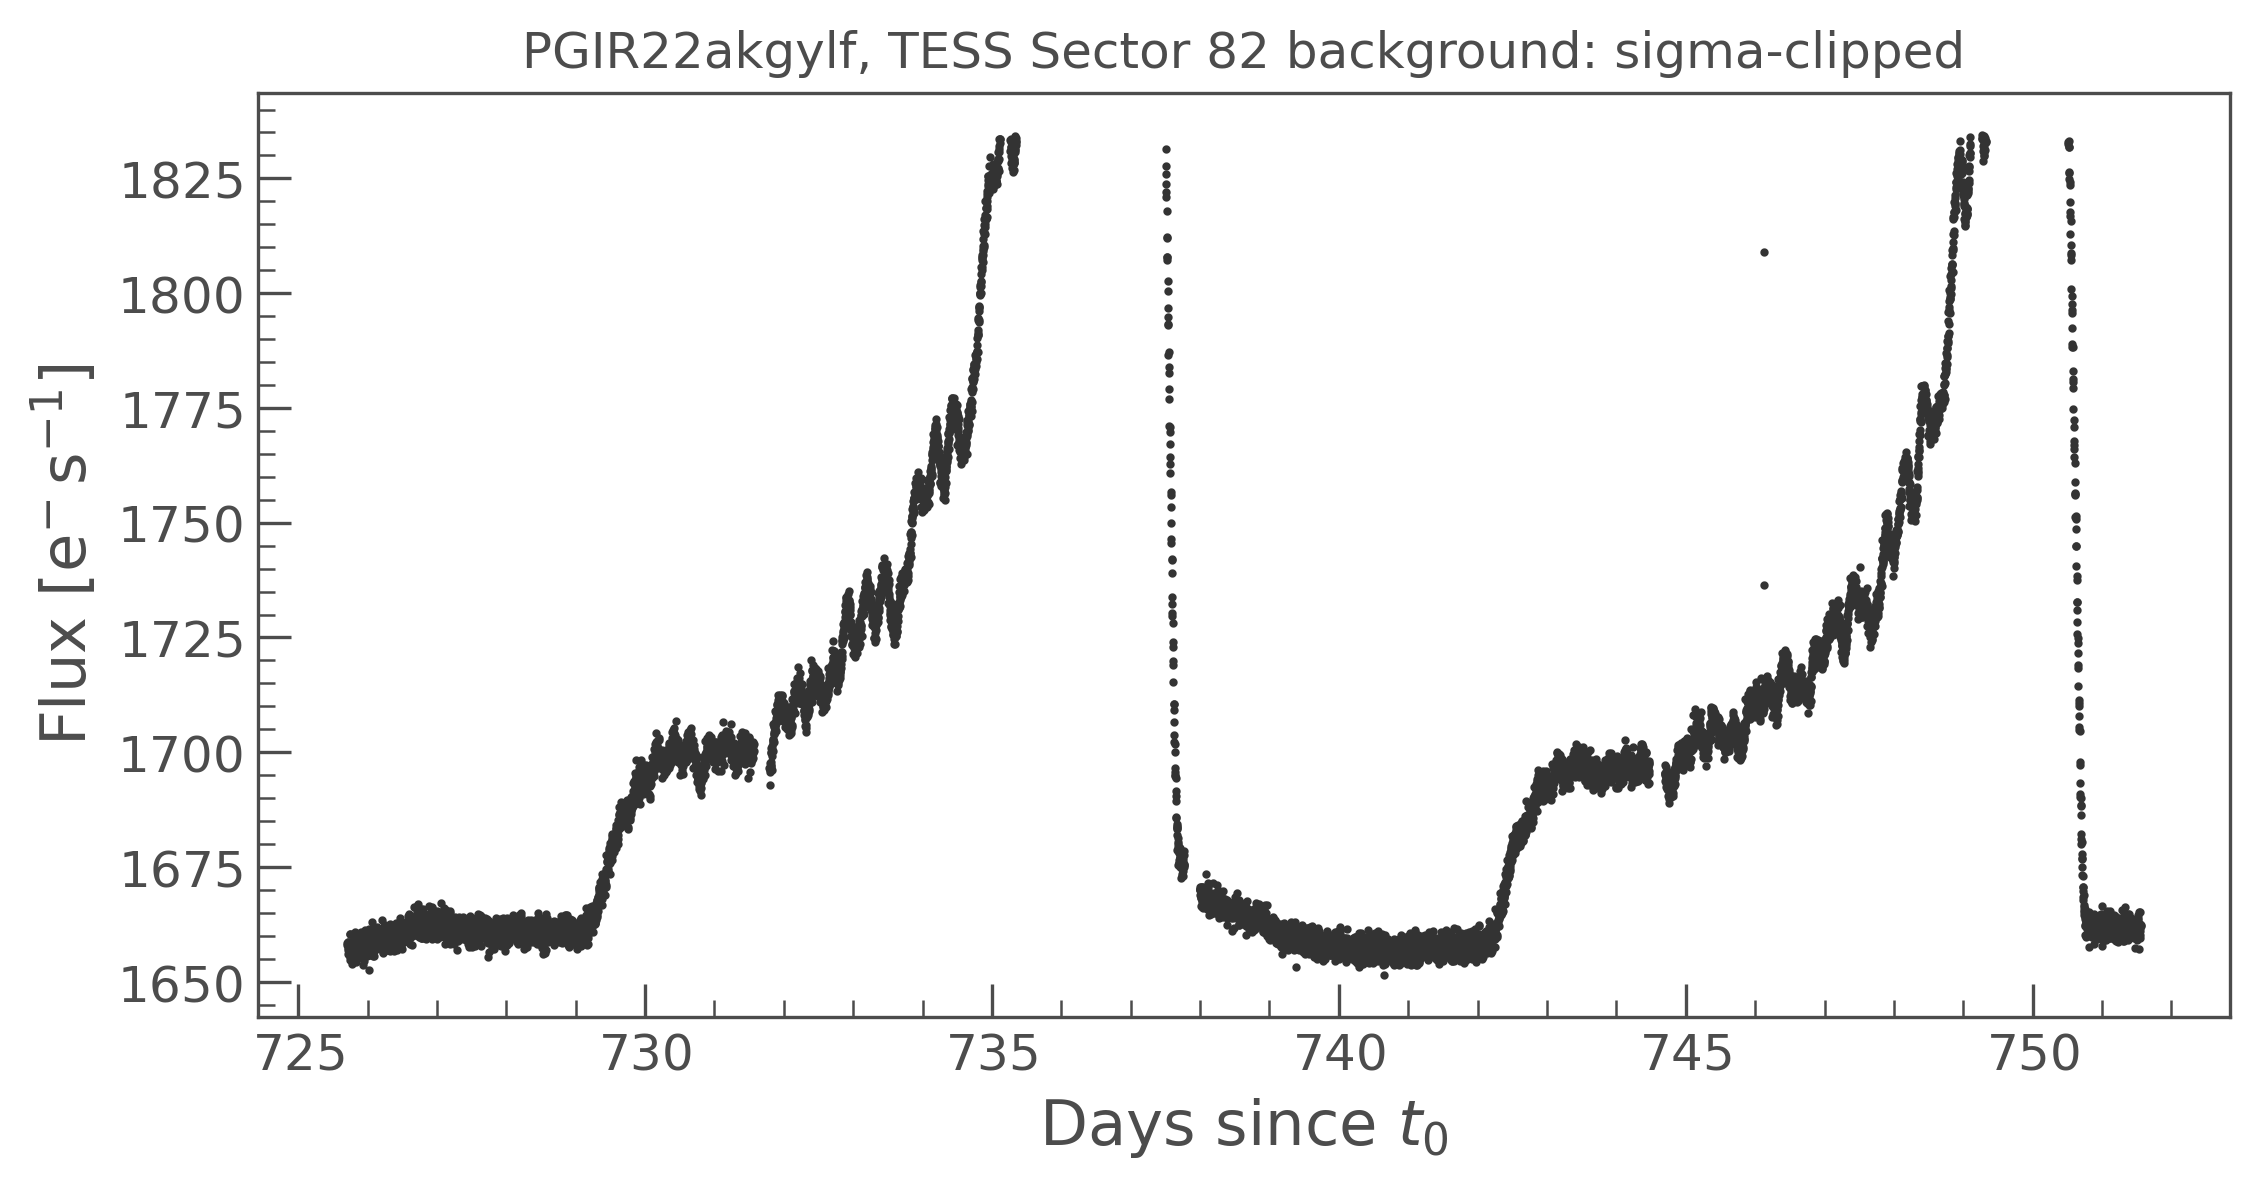 PGIR22akgylf, TESS Sector 82 background: sigma-clipped
Flux [e⁻ s⁻¹]
1825
1800
1775
1750
1725
1700
1675
1650
725 730 735 740 745 750
Days since t₀